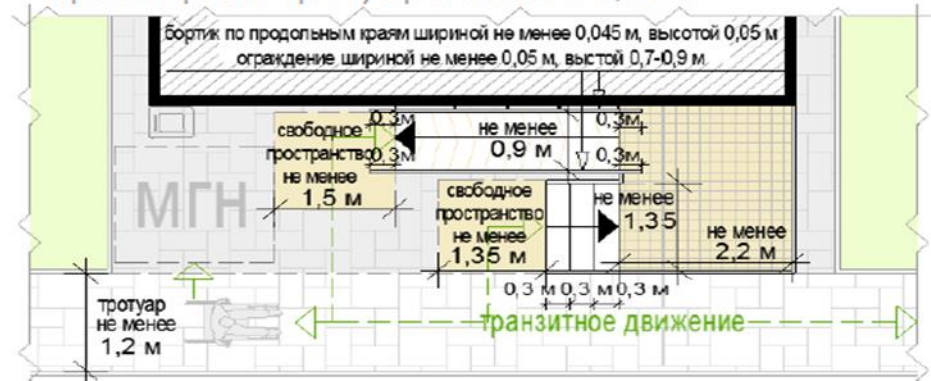 бортик по продольным краям шириной не менее 0,045 м, высотой 0,05 м
ограждение шириной не менее 0,05 м, выстой 0,7-0,9 м
0,3м
0,3м
свободное
пространство
не менее
1,5 м
0,3м
не менее
0,9 м
0,3м
МГН
свободное
пространство
не менее
1,35 м
не менее
1,35
не менее
2,2 м
0,3 м 0,3 м 0,3 м
тротуар
не менее
1,2 м
транзитное движение